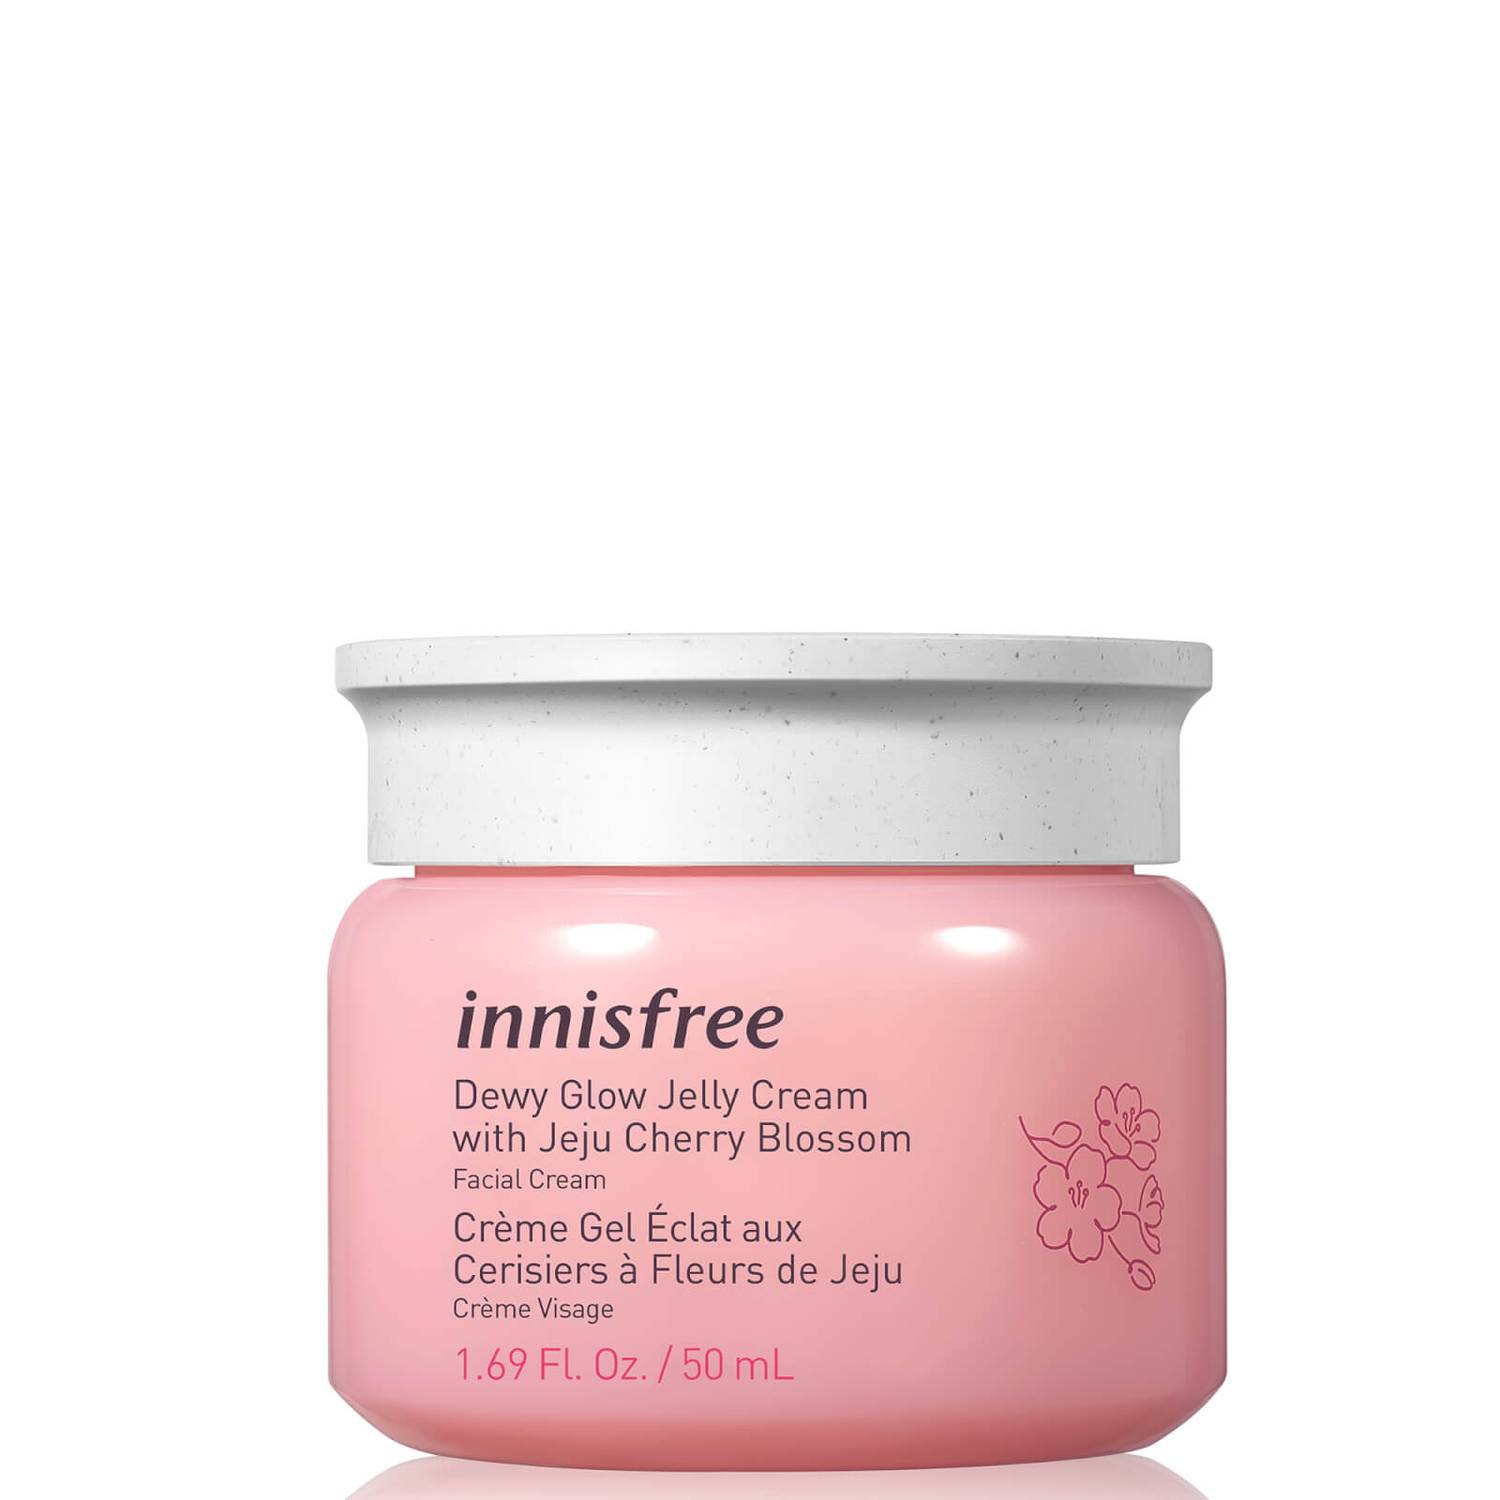 innisfree
Dewy Glow Jelly Cream
with Jeju Cherry Blossom
Facial Cream
Crème Gel Éclat aux
Cerisiers à Fleurs de Jeju
Crème Visage
1.69 Fl. Oz. / 50 mL